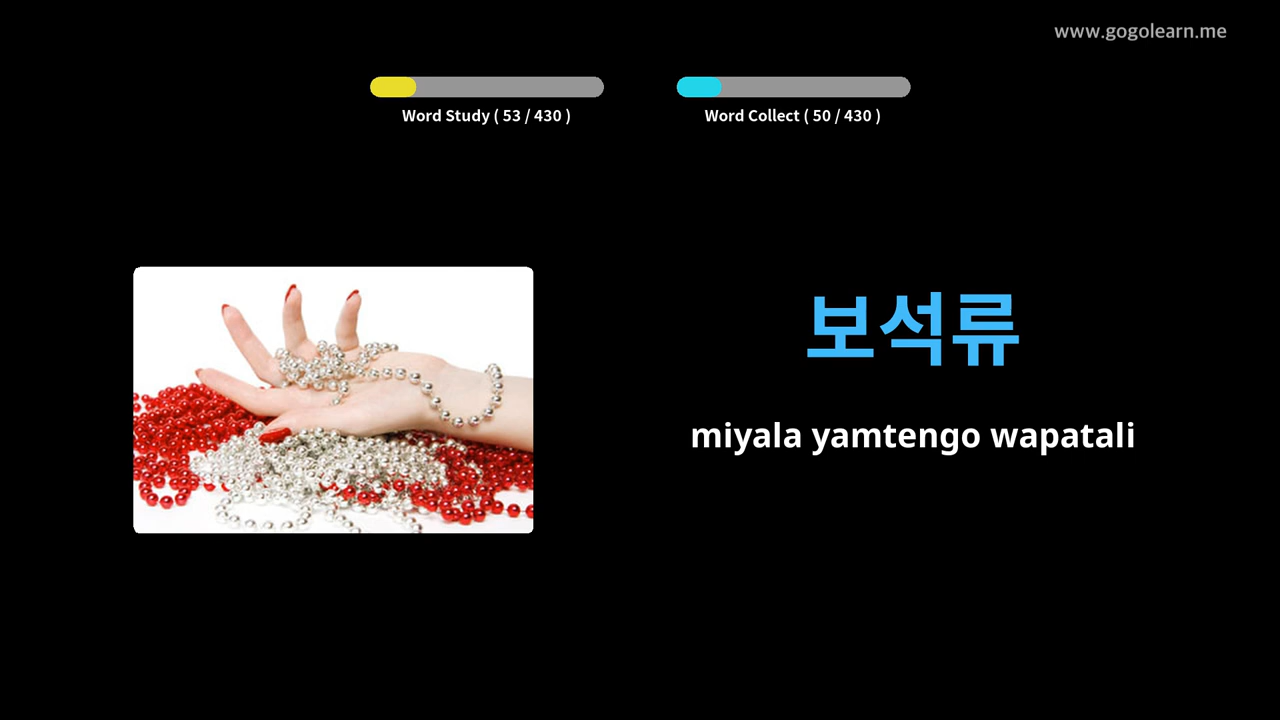 www.gogolearn.me
Word Study ( 53 / 430 )
Word Collect ( 50 / 430 )
보석류
miyala yamtengo wapatali